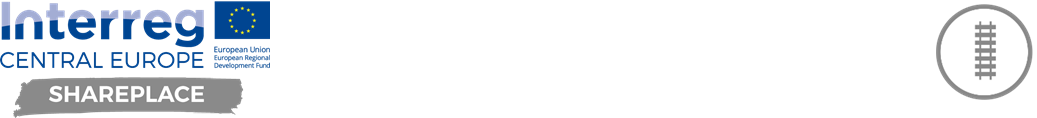 Interreg
CENTRAL EUROPE
European Union
European Regional
Development Fund
SHAREPLACE